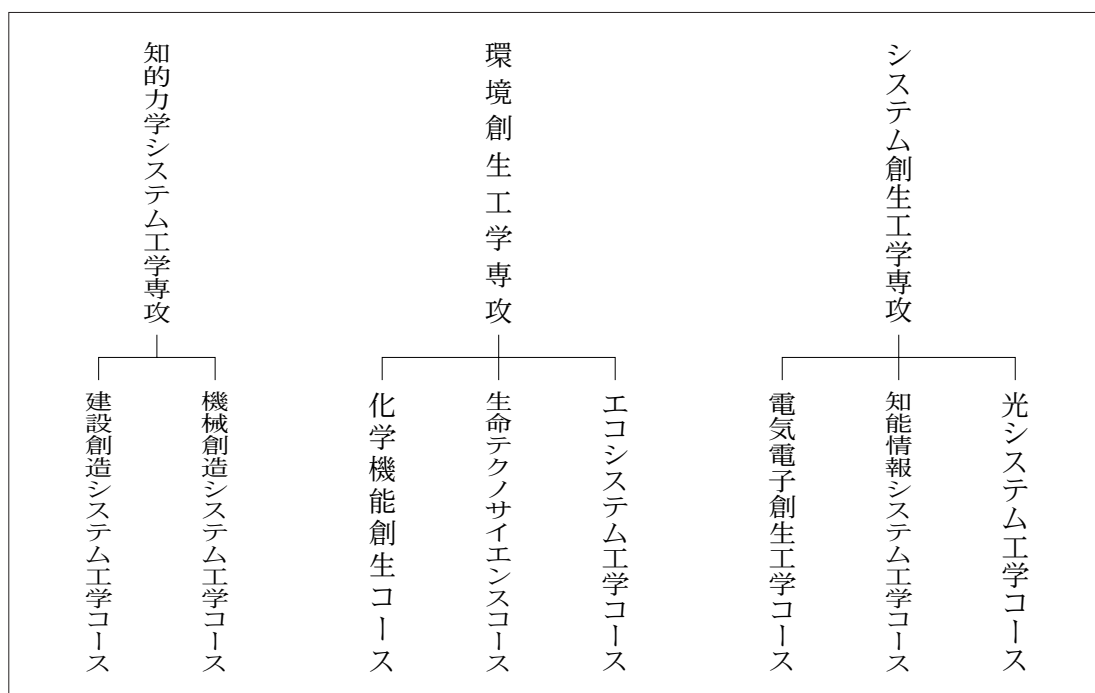 知的力学システム工学専攻
建設創造システム工学コース
機械創造システム工学コース
環境創生工学専攻
化学機能創生コース
生命テクノサイエンスコース
エコシステム工学コース
システム創生工学専攻
電気電子創生工学コース
知能情報システム工学コース
光システム工学コース